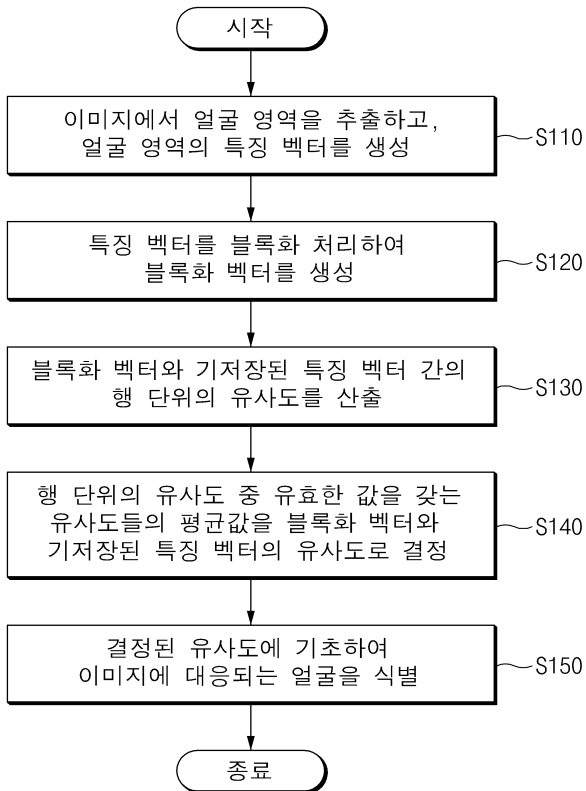 시작
이미지에서 얼굴 영역을 추출하고,
얼굴 영역의 특징 벡터를 생성
S110
특징 벡터를 블록화 처리하여
블록화 벡터를 생성
S120
블록화 벡터와 기저장된 특징 벡터 간의
행 단위의 유사도를 산출
S130
행 단위의 유사도 중 유효한 값을 갖는
유사도들의 평균값을 블록화 벡터와
기저장된 특징 벡터의 유사도로 결정
S140
결정된 유사도에 기초하여
이미지에 대응되는 얼굴을 식별
S150
종료